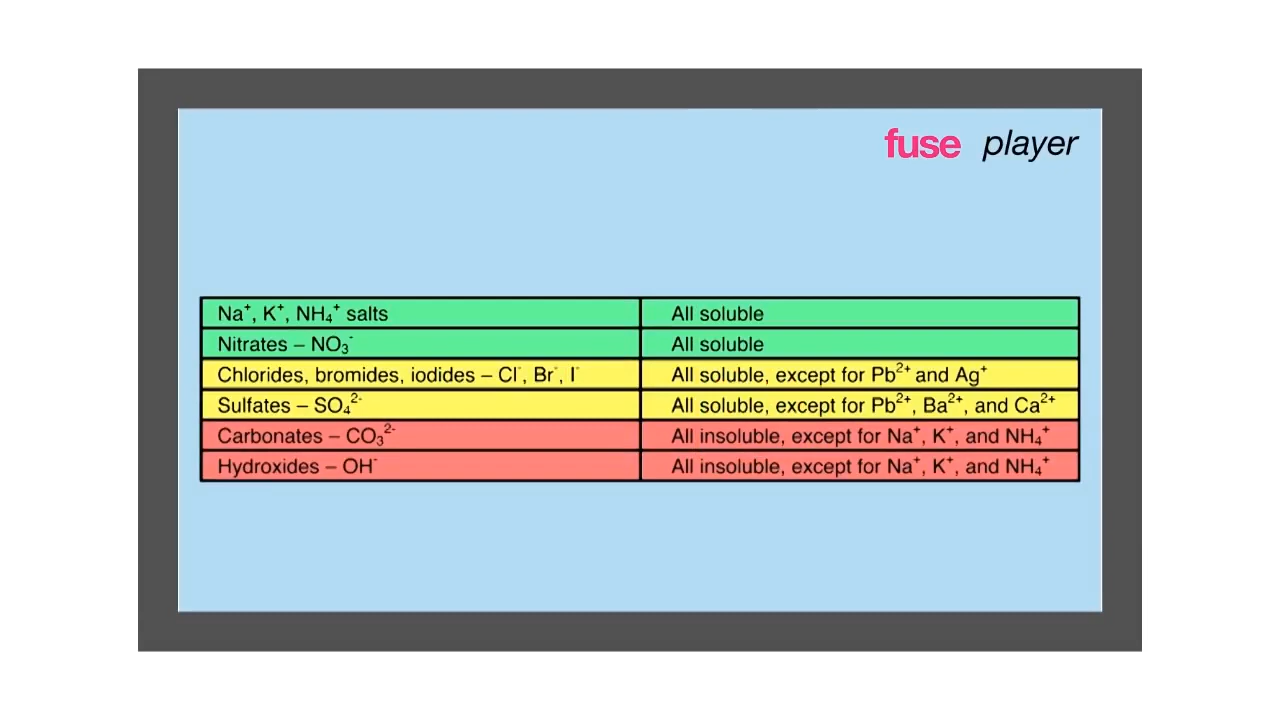 fuse player
Na⁺, K⁺, NH₄⁺ salts All soluble
Nitrates – NO₃⁻ All soluble
Chlorides, bromides, iodides – Cl⁻, Br⁻, I⁻ All soluble, except for Pb²⁺ and Ag⁺
Sulfates – SO₄²⁻ All soluble, except for Pb²⁺, Ba²⁺, and Ca²⁺
Carbonates – CO₃²⁻ All insoluble, except for Na⁺, K⁺, and NH₄⁺
Hydroxides – OH⁻ All insoluble, except for Na⁺, K⁺, and NH₄⁺